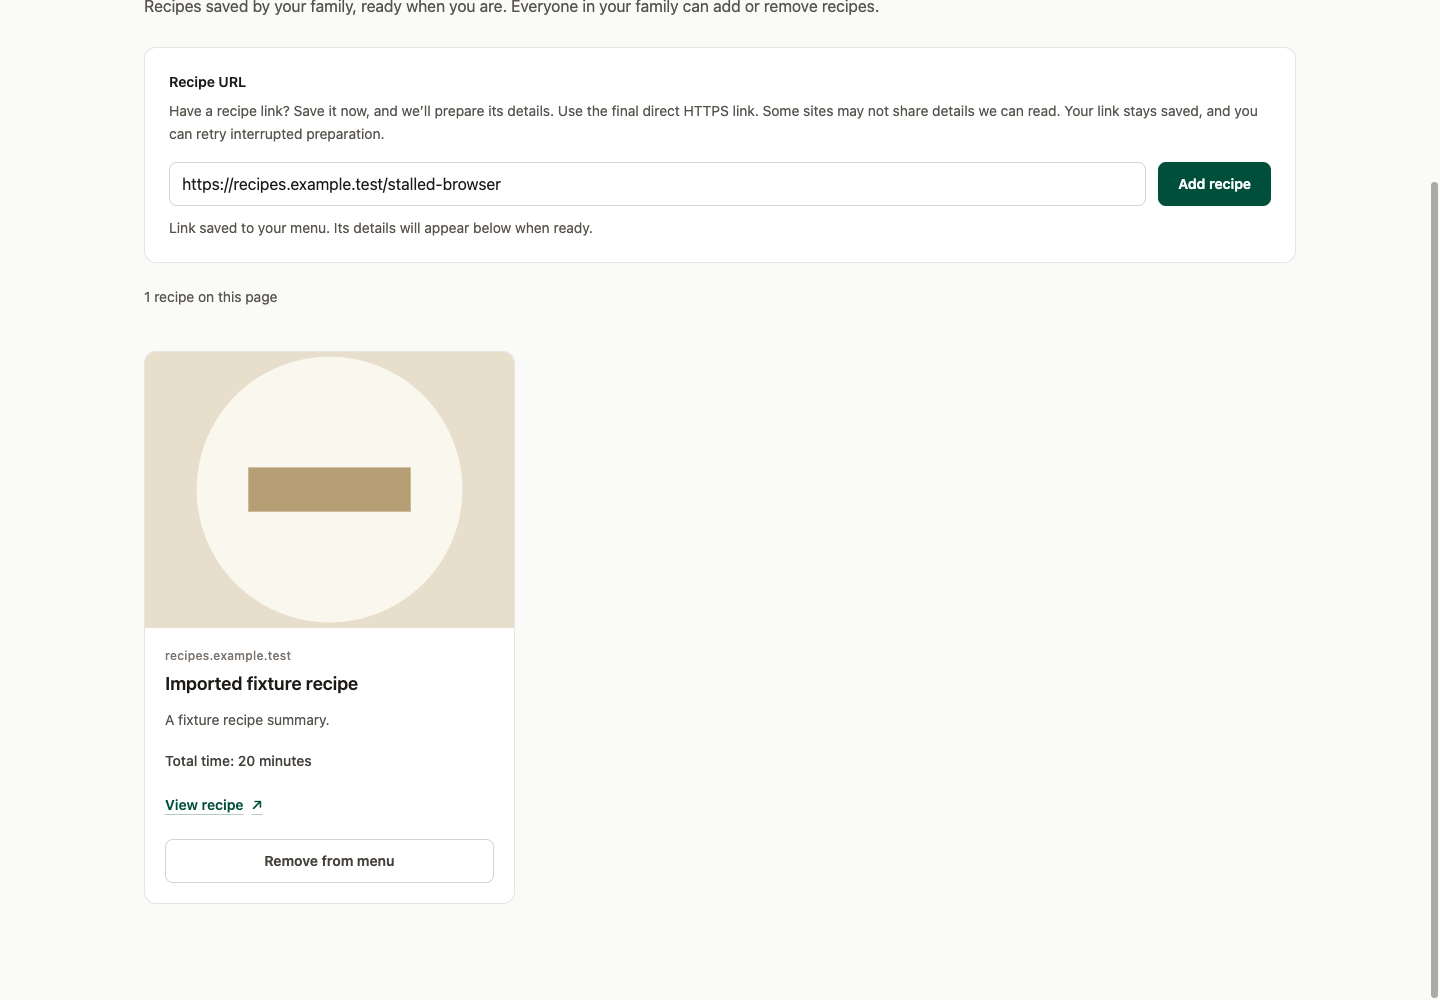 Recipes saved by your family, ready when you are. Everyone in your family can add or remove recipes.
Recipe URL
Have a recipe link? Save it now, and we’ll prepare its details. Use the final direct HTTPS link. Some sites may not share details we can read. Your link stays saved, and you
can retry interrupted preparation.
https://recipes.example.test/stalled-browser
Add recipe
Link saved to your menu. Its details will appear below when ready.
1 recipe on this page
recipes.example.test
Imported fixture recipe
A fixture recipe summary.
Total time: 20 minutes
View recipe ↗
Remove from menu